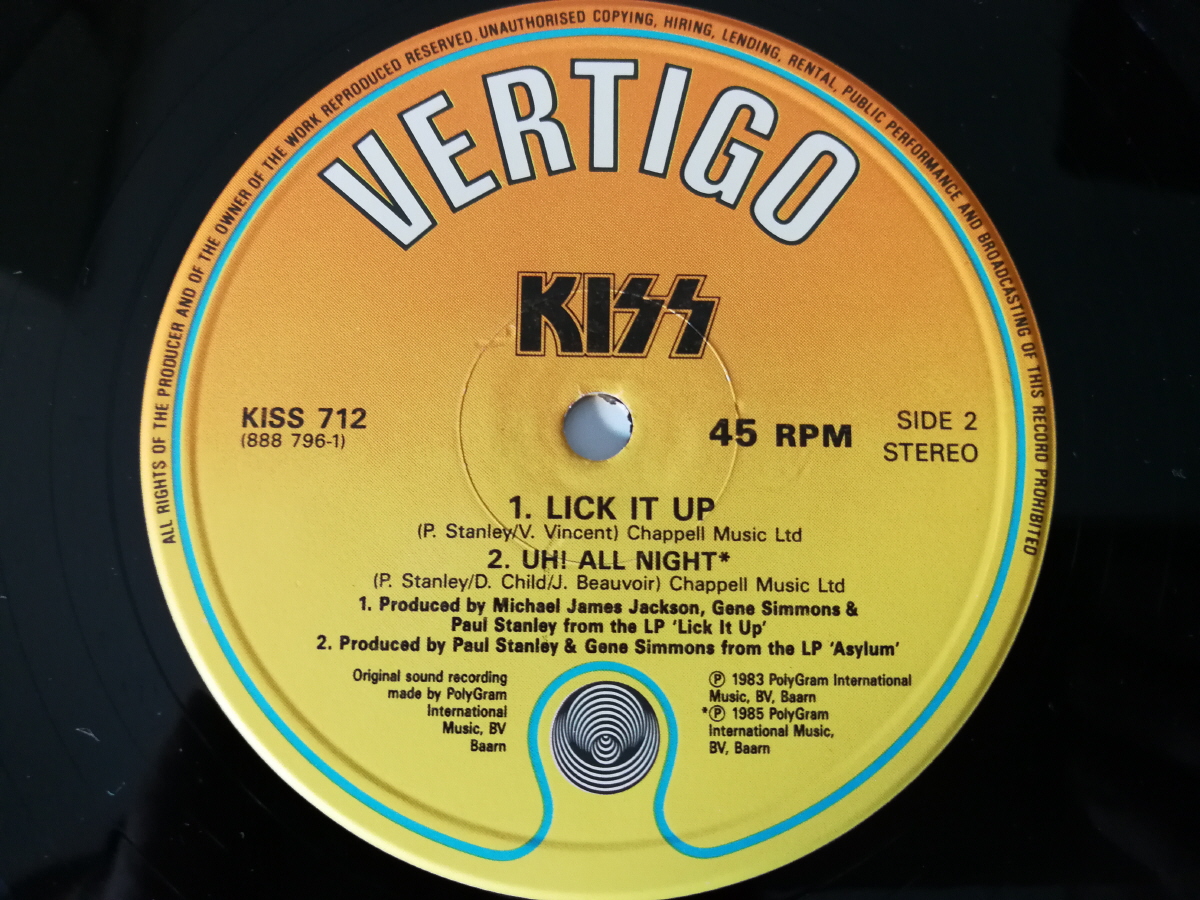 ALL RIGHTS OF THE PRODUCER AND OF THE OWNER OF THE WORK REPRODUCED RESERVED. UNAUTHORISED COPYING, HIRING, LENDING, RENTAL, PUBLIC PERFORMANCE AND BROADCASTING OF THIS RECORD PROHIBITED
VERTIGO
KISS
KISS 712
(888 796-1)
45 RPM
SIDE 2
STEREO
1. LICK IT UP
(P. Stanley/V. Vincent) Chappell Music Ltd
2. UH! ALL NIGHT*
(P. Stanley/D. Child/J. Beauvoir) Chappell Music Ltd
1. Produced by Michael James Jackson, Gene Simmons &
Paul Stanley from the LP 'Lick It Up'
2. Produced by Paul Stanley & Gene Simmons from the LP 'Asylum'
Original sound recording
made by PolyGram
International
Music, BV
Baarn
Ⓟ 1983 PolyGram International
Music, BV, Baarn
*Ⓟ 1985 PolyGram
International Music,
BV, Baarn